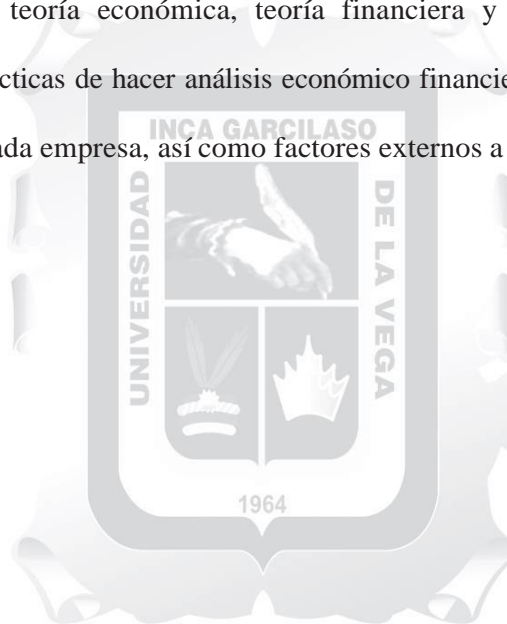 teoría económica, teoría financiera y
cticas de hacer análisis económico financie
ada empresa, así como factores externos a
INCA GARCILASO
UNIVERSIDAD
DE LA VEGA
1964